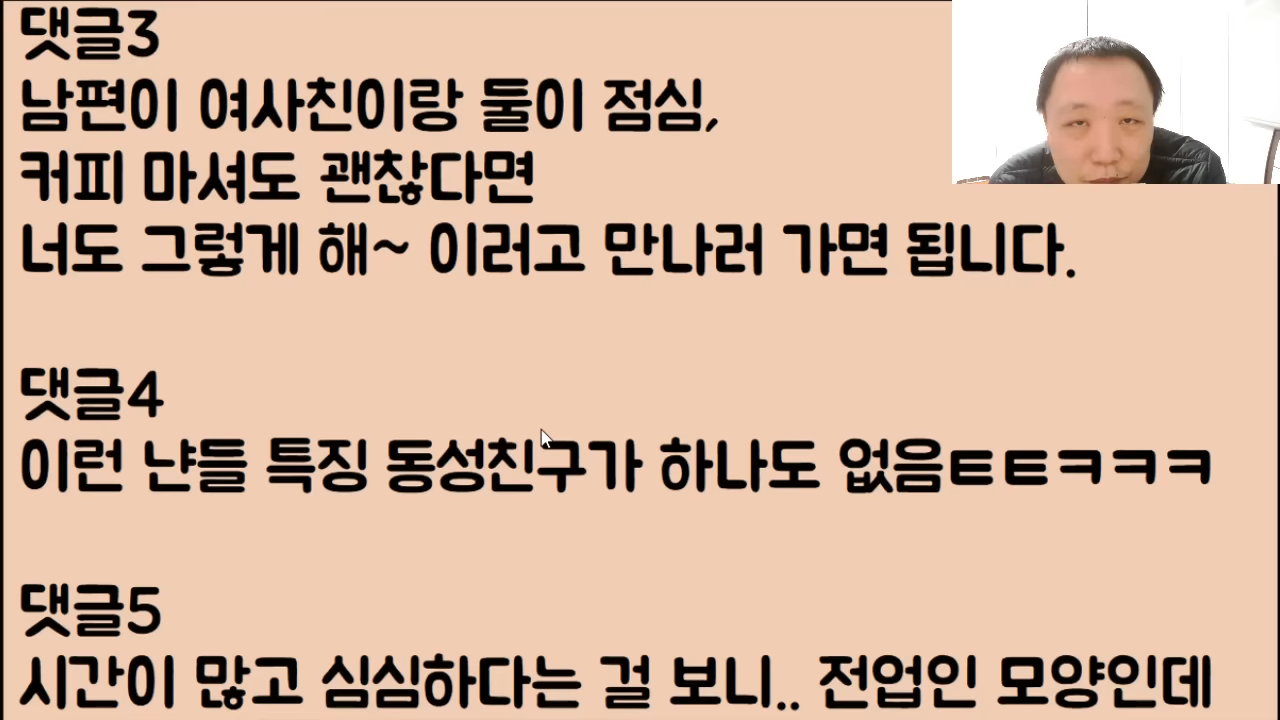 댓글3
남편이 여사친이랑 둘이 점심,
커피 마셔도 괜찮다면
너도 그렇게 해~ 이러고 만나러 가면 됩니다.
댓글4
이런 냔들 특징 동성친구가 하나도 없음ㅌㅌㅋㅋㅋ
댓글5
시간이 많고 심심하다는 걸 보니.. 전업인 모양인데